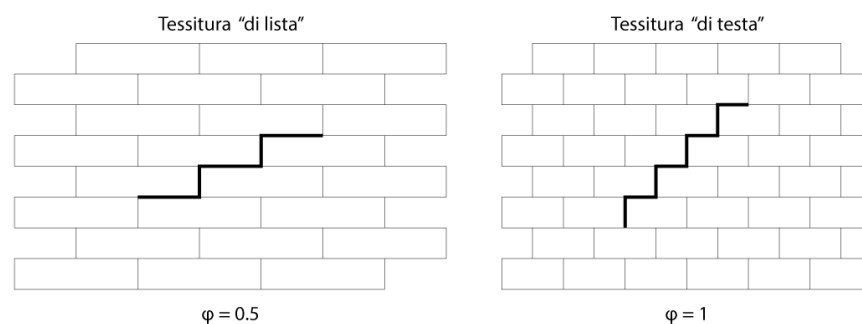 Tessitura “di lista”
Tessitura “di testa”
φ = 0.5
φ = 1